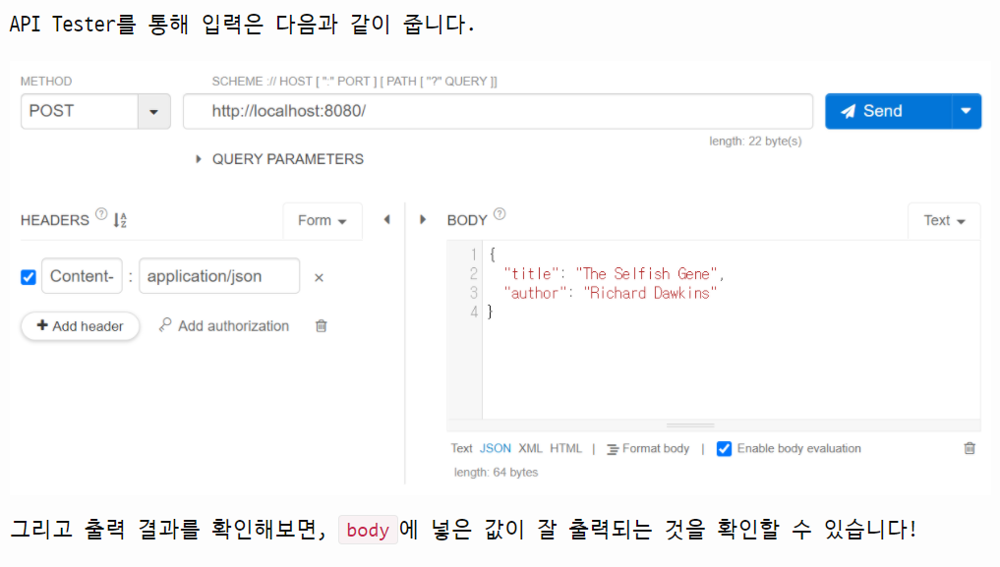 API Tester를 통해 입력은 다음과 같이 줍니다.
METHOD
SCHEME :// HOST [ ":" PORT ] [ PATH [ "?" QUERY ]]
POST
http://localhost:8080/
Send
length: 22 byte(s)
QUERY PARAMETERS
HEADERS
Form
BODY
Text
Content-
:
application/json
×
1 {
2 "title": "The Selfish Gene",
3 "author": "Richard Dawkins"
4 }
+ Add header
Add authorization
Text JSON XML HTML | Format body | Enable body evaluation
length: 64 bytes
그리고 출력 결과를 확인해보면, body에 넣은 값이 잘 출력되는 것을 확인할 수 있습니다!